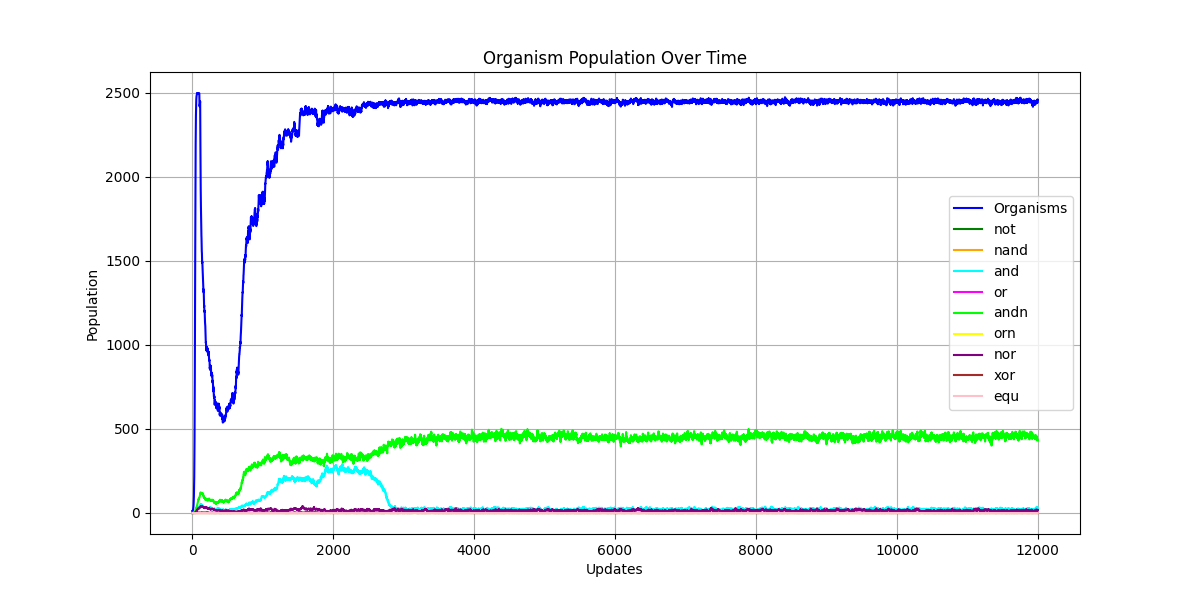 Organism Population Over Time
Population
2500
2000
1500
1000
500
0
0 2000 4000 6000 8000 10000 12000
Updates
Organisms
not
nand
and
or
andn
orn
nor
xor
equ